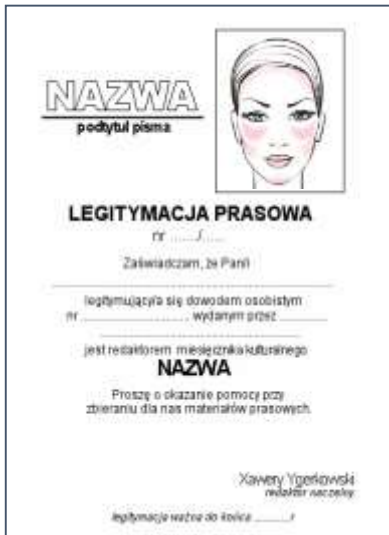 NAZWA
podtytuł pisma
LEGITYMACJA PRASOWA
nr ....../.....
Zaświadczam, że Pan/i
legitymująca się dowodem osobistym
nr ........................, wydanym przez ............
jest redaktorem miesięcznika kulturalnego
NAZWA
Proszę o okazanie pomocy przy
zbieraniu dla nas materiałów prasowych.
Xawery Ygerkowski
redaktor naczelny
legitymacja ważna do końca ..........r